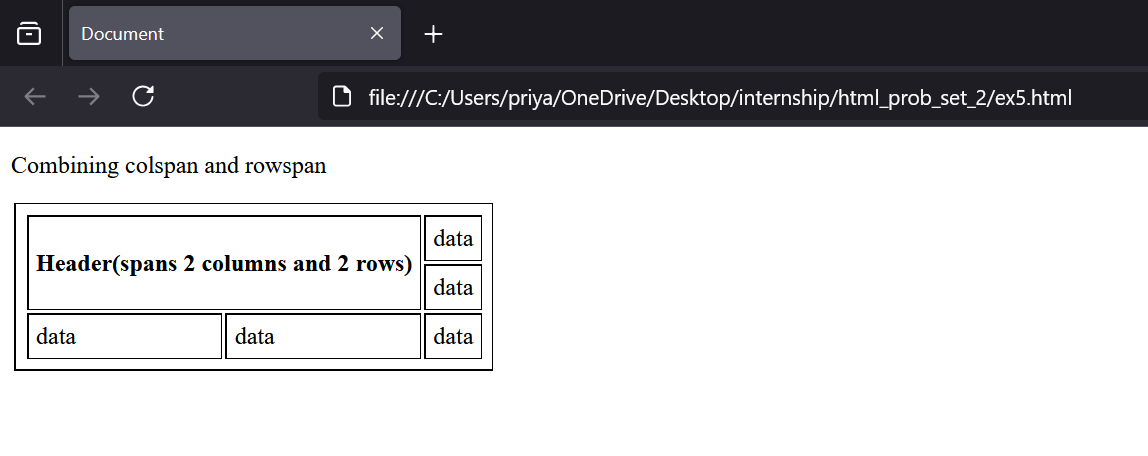 Document
file:///C:/Users/priya/OneDrive/Desktop/internship/html_prob_set_2/ex5.html
Combining colspan and rowspan
Header(spans 2 columns and 2 rows) data
data
data data data